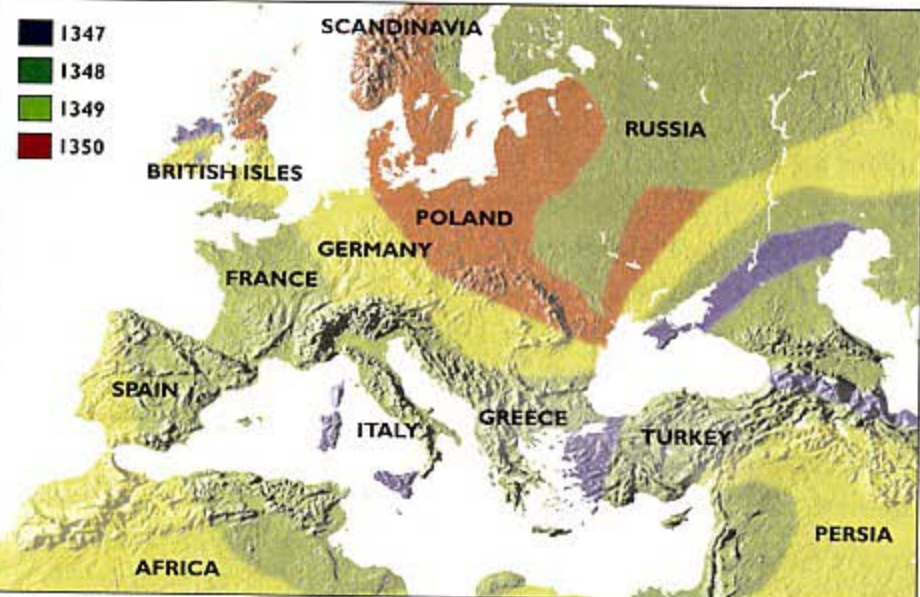 1347
1348
1349
1350
SCANDINAVIA
RUSSIA
BRITISH ISLES
POLAND
GERMANY
FRANCE
SPAIN
ITALY
GREECE
TURKEY
PERSIA
AFRICA